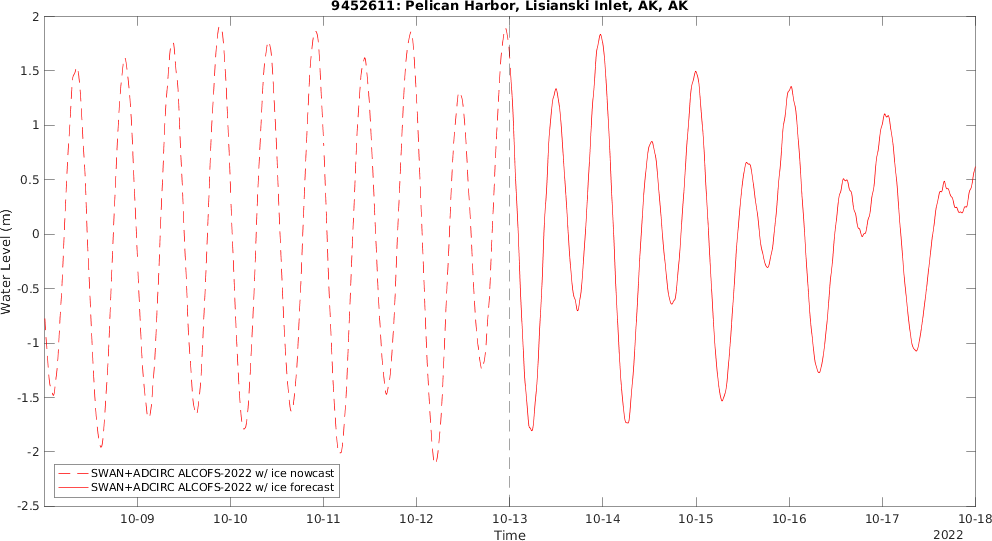 9452611: Pelican Harbor, Lisianski Inlet, AK, AK
2
1.5
1
0.5
0
-0.5
-1
-1.5
-2
-2.5
Water Level (m)
SWAN+ADCIRC ALCOFS-2022 w/ ice nowcast
SWAN+ADCIRC ALCOFS-2022 w/ ice forecast
10-09 10-10 10-11 10-12 10-13 10-14 10-15 10-16 10-17 10-18
Time
2022